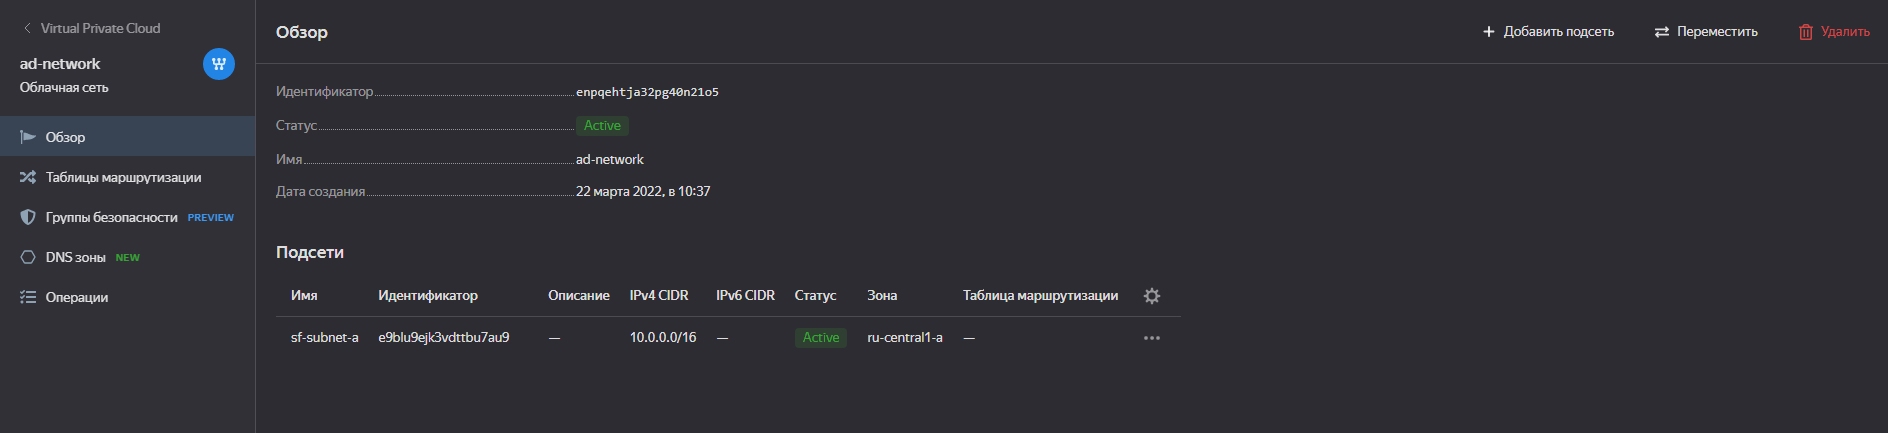 Virtual Private Cloud
ad-network
Облачная сеть
Обзор
Таблицы маршрутизации
Группы безопасности PREVIEW
DNS зоны NEW
Операции
Обзор
Добавить подсеть Переместить Удалить
Идентификатор enpqehtja32pg40n21o5
Статус Active
Имя ad-network
Дата создания 22 марта 2022, в 10:37
Подсети
Имя Идентификатор Описание IPv4 CIDR IPv6 CIDR Статус Зона Таблица маршрутизации
sf-subnet-a e9blu9ejk3vdttbu7au9 — 10.0.0.0/16 — Active ru-central1-a —